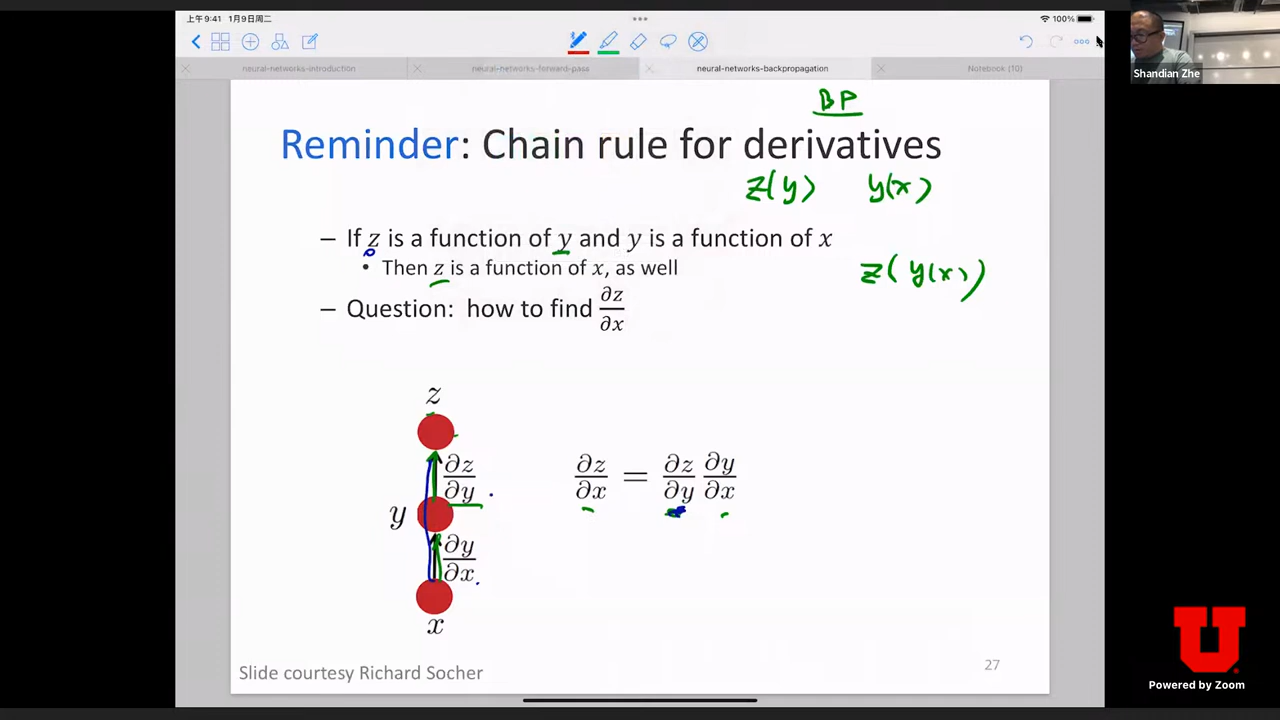 上午9:41 1月9日周二
100%
neural-networks-introduction
neural-networks-forward-pass
neural-networks-backpropagation
Notebook (10)
Shandian Zhe
BP
Reminder: Chain rule for derivatives
z(y) y(x)
– If z is a function of y and y is a function of x
• Then z is a function of x, as well
z(y(x))
– Question: how to find ∂z/∂x
z
∂z/∂y
y
∂y/∂x
x
∂z/∂x = ∂z/∂y ∂y/∂x
Slide courtesy Richard Socher
27
U
Powered by Zoom